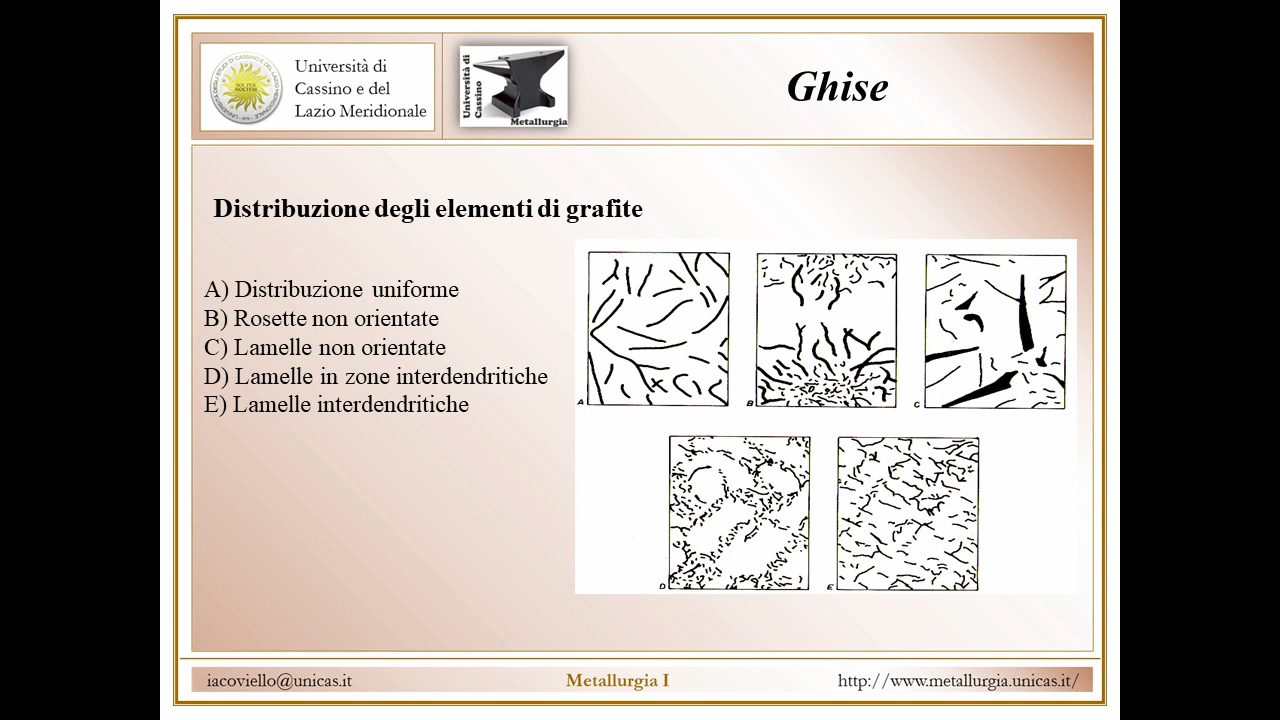 Università di
Cassino e del
Lazio Meridionale
Università di
Cassino
Metallurgia
Ghise
Distribuzione degli elementi di grafite
A) Distribuzione uniforme
B) Rosette non orientate
C) Lamelle non orientate
D) Lamelle in zone interdendritiche
E) Lamelle interdendritiche
A
B
C
D
E
iacoviello@unicas.it
Metallurgia I
http://www.metallurgia.unicas.it/